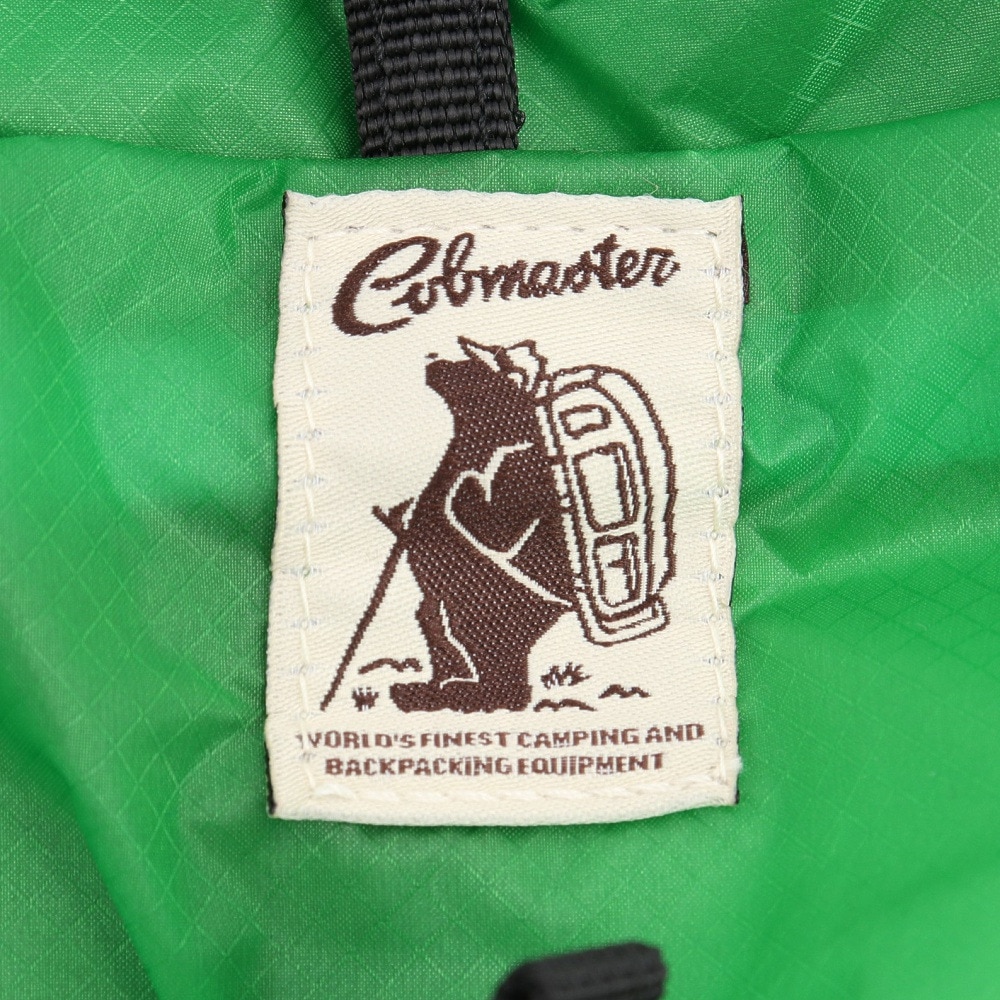 Cobmaster
WORLD'S FINEST CAMPING AND
BACKPACKING EQUIPMENT